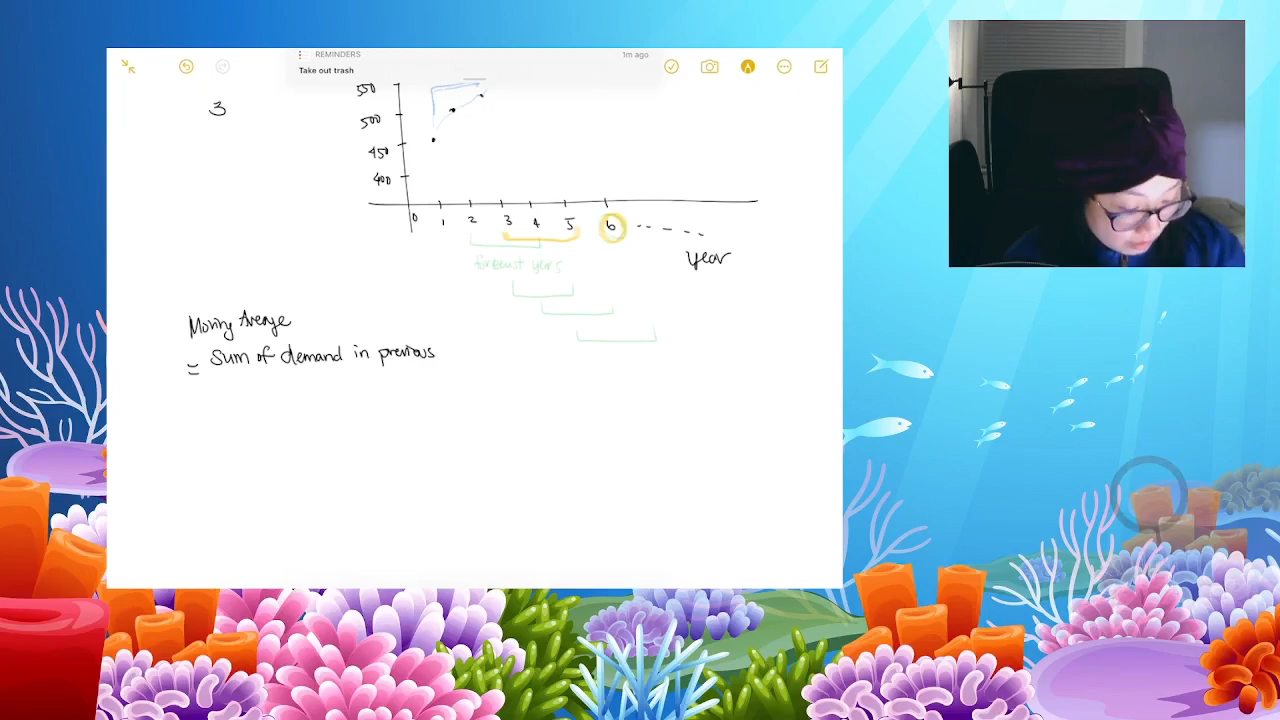 REMINDERS 1m ago
Take out trash
550
3
500
450
400
0 1 2 3 4 5 6
forecast years
year
Moving Average
= Sum of demand in previous